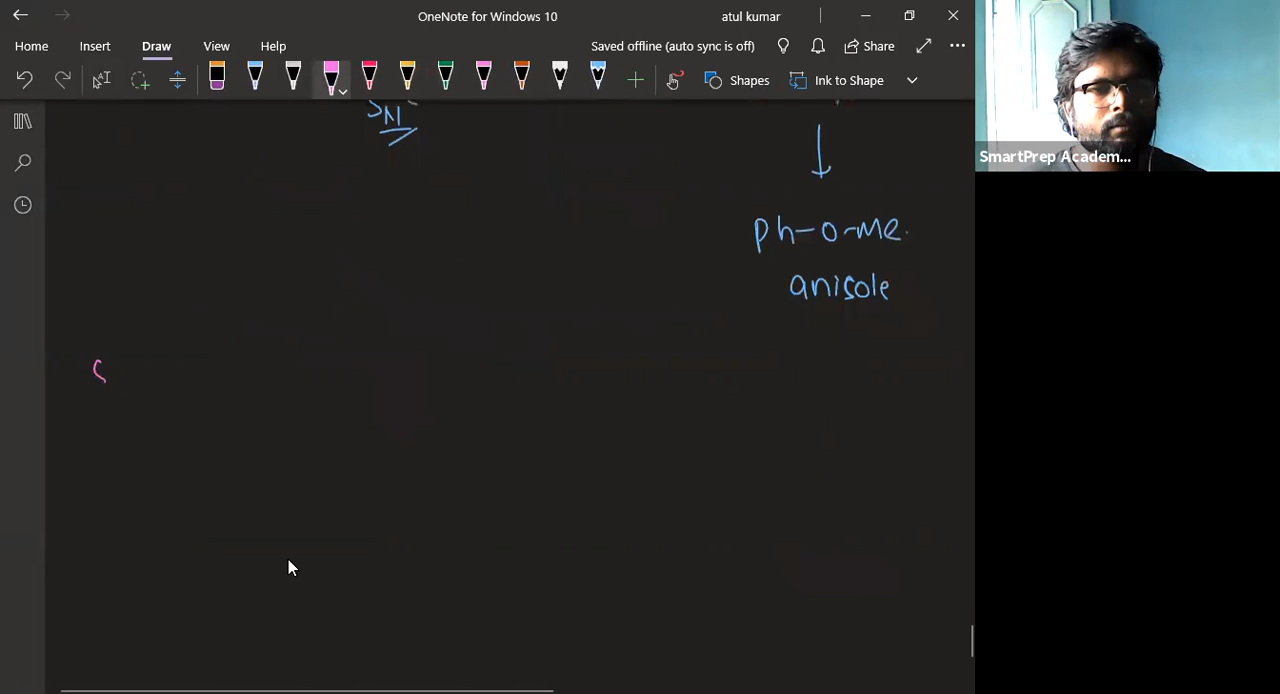 OneNote for Windows 10
atul kumar
Home Insert Draw View Help
Saved offline (auto sync is off)
Share
Shapes
Ink to Shape
SmartPrep Academ...
SN
ph-o-me
anisole